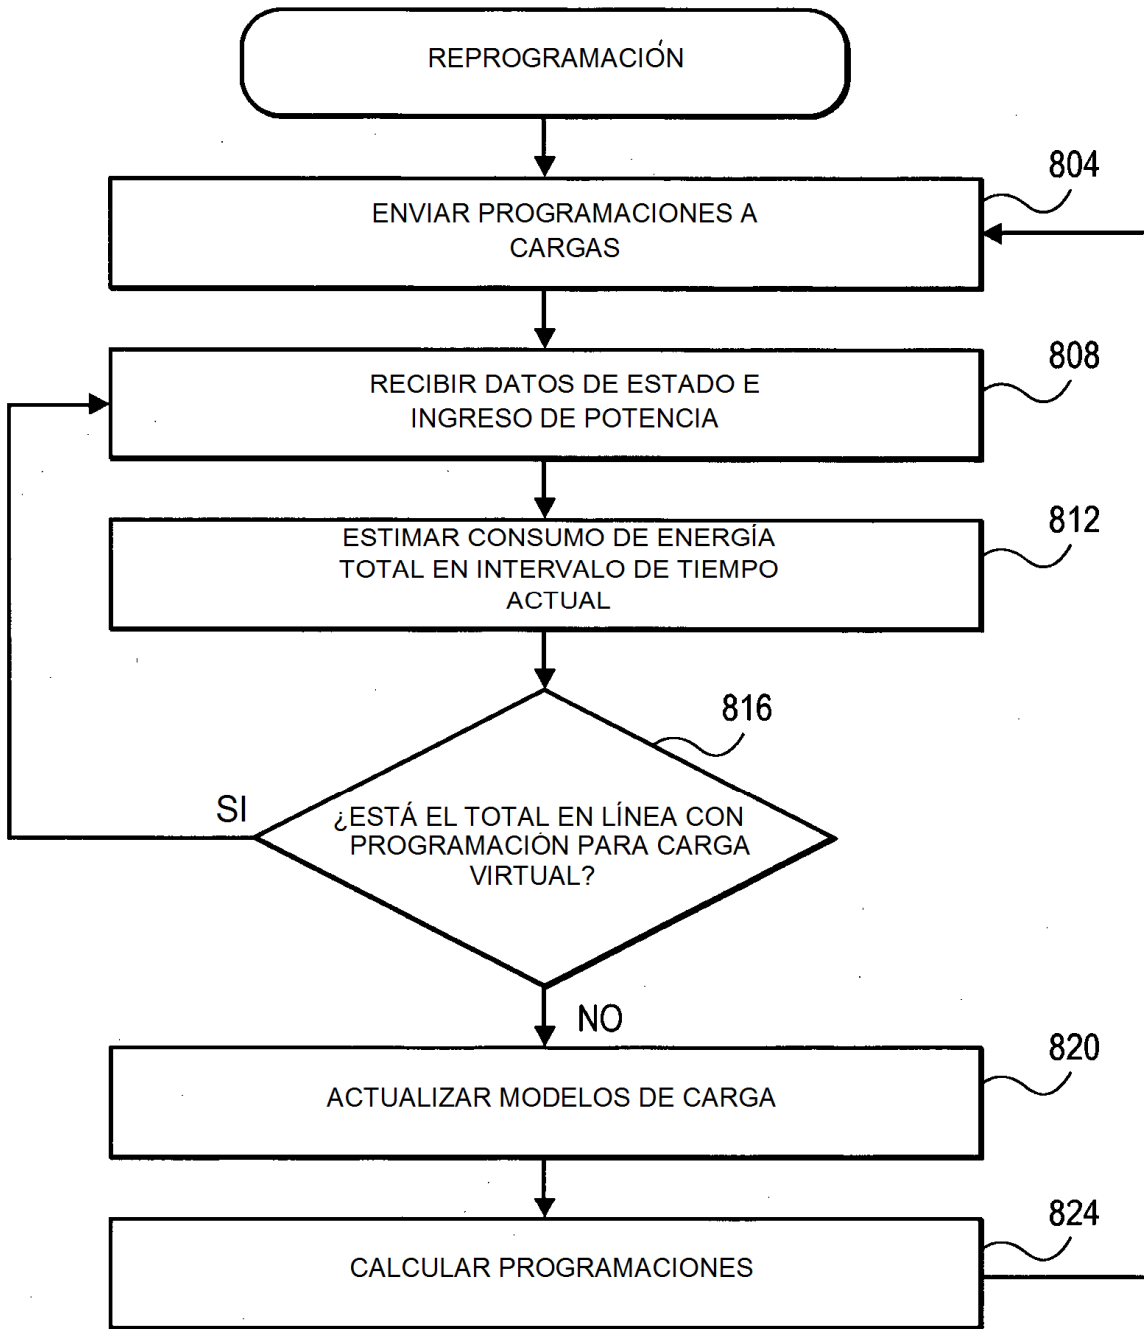 REPROGRAMACIÓN
804
ENVIAR PROGRAMACIONES A
CARGAS
808
RECIBIR DATOS DE ESTADO E
INGRESO DE POTENCIA
812
ESTIMAR CONSUMO DE ENERGÍA
TOTAL EN INTERVALO DE TIEMPO
ACTUAL
816
SI
¿ESTÁ EL TOTAL EN LÍNEA CON
PROGRAMACIÓN PARA CARGA
VIRTUAL?
NO
820
ACTUALIZAR MODELOS DE CARGA
824
CALCULAR PROGRAMACIONES